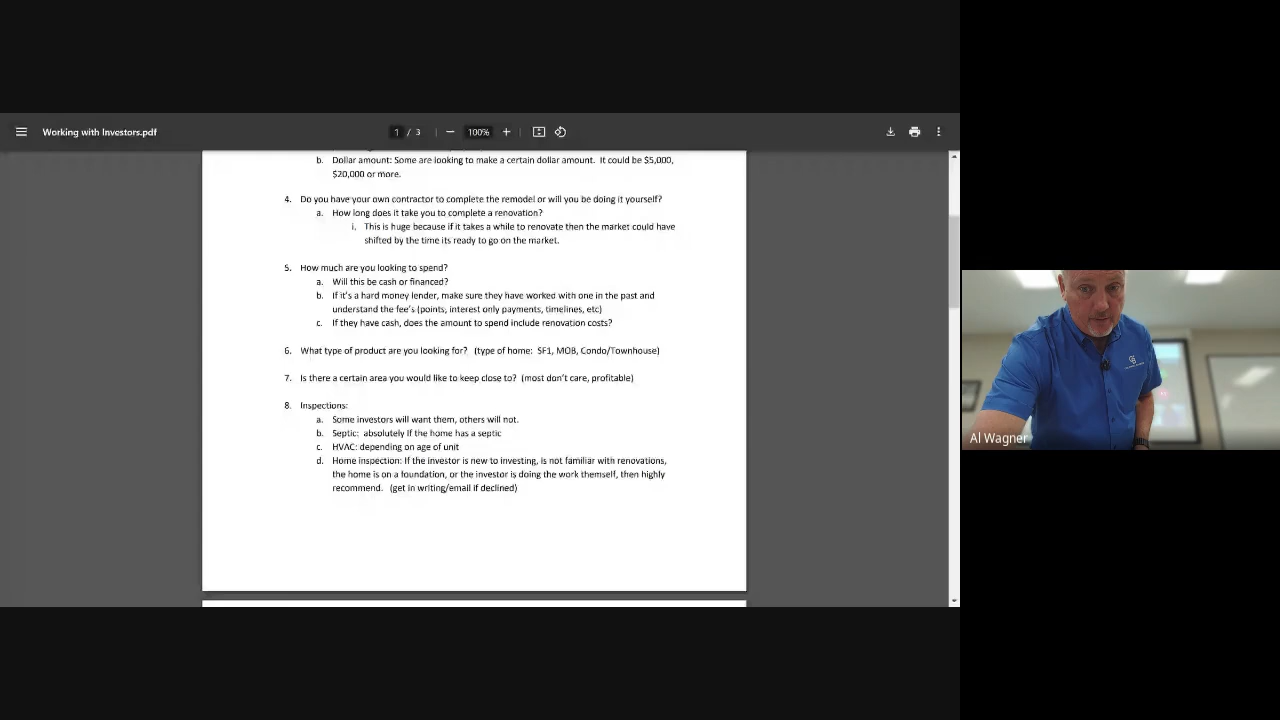 Working with Investors.pdf
1 / 3
100%
b. Dollar amount: Some are looking to make a certain dollar amount. It could be $5,000,
$20,000 or more.
4. Do you have your own contractor to complete the remodel or will you be doing it yourself?
a. How long does it take you to complete a renovation?
i. This is huge because if it takes a while to renovate then the market could have
shifted by the time its ready to go on the market.
5. How much are you looking to spend?
a. Will this be cash or financed?
b. If it's a hard money lender, make sure they have worked with one in the past and
understand the fee's (points, interest only payments, timelines, etc)
c. If they have cash, does the amount to spend include renovation costs?
6. What type of product are you looking for? (type of home: SF1, MOB, Condo/Townhouse)
7. Is there a certain area you would like to keep close to? (most don't care, profitable)
8. Inspections:
a. Some investors will want them, others will not.
b. Septic: absolutely If the home has a septic
c. HVAC: depending on age of unit
d. Home inspection: If the investor is new to investing, is not familiar with renovations,
the home is on a foundation, or the investor is doing the work themself, then highly
recommend. (get in writing/email if declined)
Al Wagner